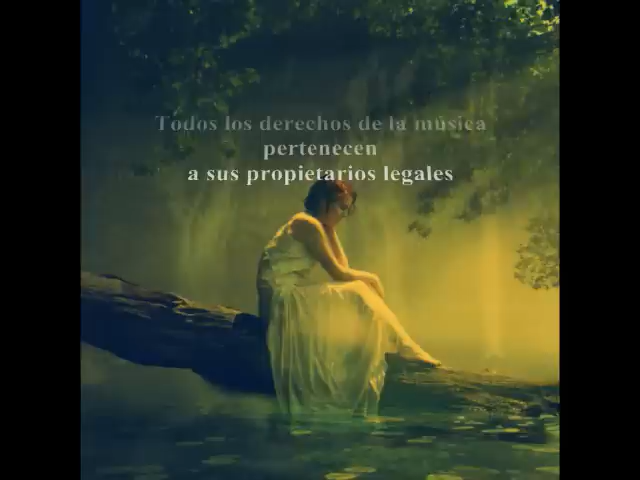 Todos los derechos de la música
pertenecen
a sus propietarios legales